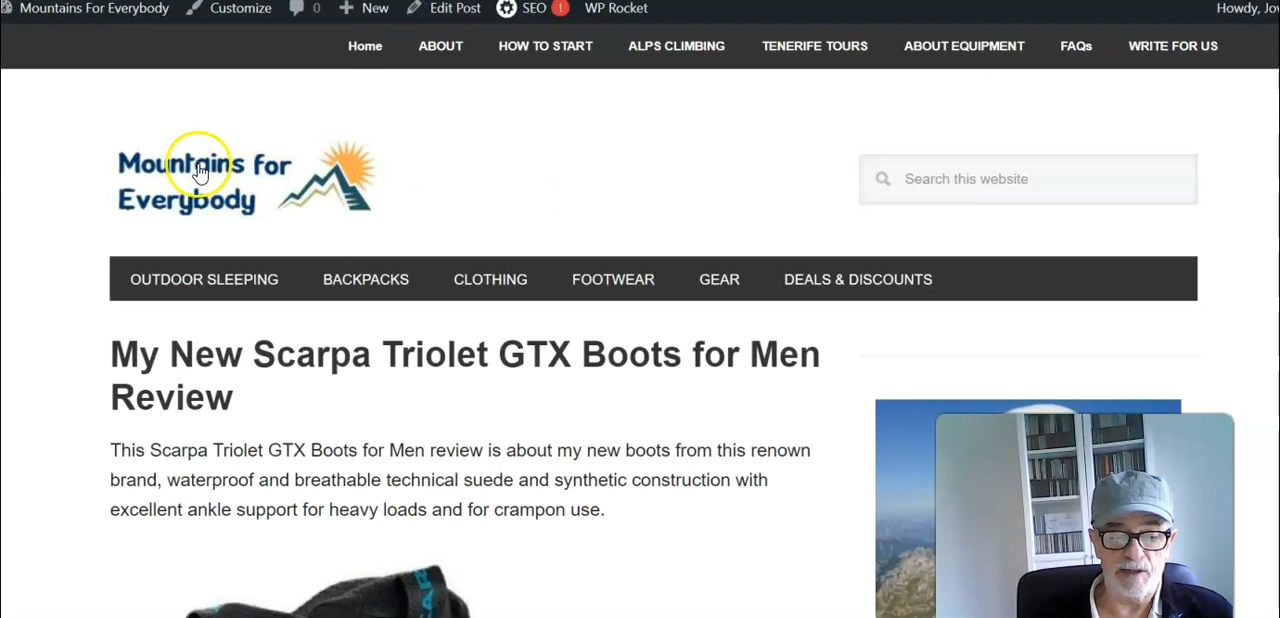 Mountains For Everybody Customize 0 New Edit Post SEO ! WP Rocket Howdy,
Home ABOUT HOW TO START ALPS CLIMBING TENERIFE TOURS ABOUT EQUIPMENT FAQs WRITE FOR US
Mountains for
Everybody
Search this website
OUTDOOR SLEEPING BACKPACKS CLOTHING FOOTWEAR GEAR DEALS & DISCOUNTS
My New Scarpa Triolet GTX Boots for Men
Review
This Scarpa Triolet GTX Boots for Men review is about my new boots from this renown
brand, waterproof and breathable technical suede and synthetic construction with
excellent ankle support for heavy loads and for crampon use.